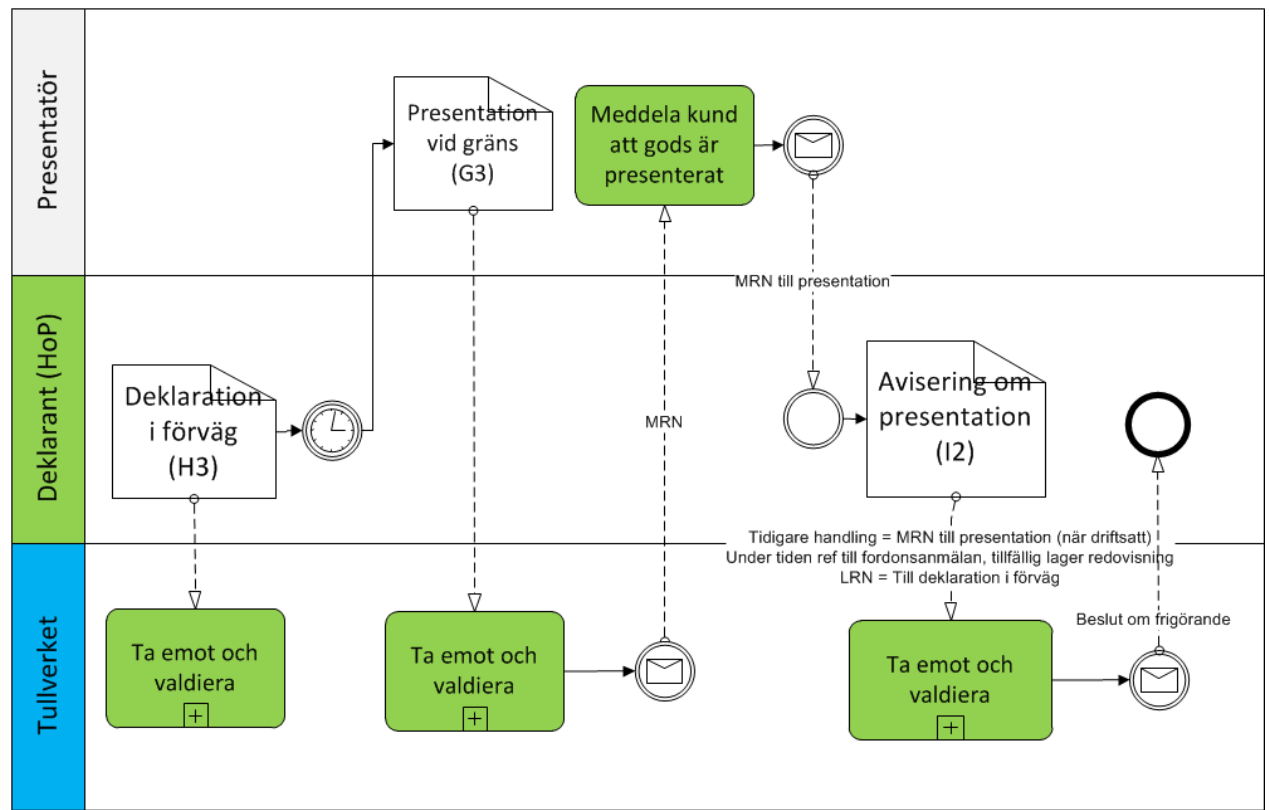 Presentatör
Presentation
vid gräns
(G3)
Meddela kund
att gods är
presenterat
MRN till presentation
Deklarant (HoP)
Deklaration
i förväg
(H3)
MRN
Avisering om
presentation
(I2)
Tidigare handling = MRN till presentation (när driftsatt)
Under tiden ref till fordonsanmälan, tillfällig lager redovisning
LRN = Till deklaration i förväg
Tullverket
Ta emot och
valdiera
Ta emot och
valdiera
Ta emot och
valdiera
Beslut om frigörande